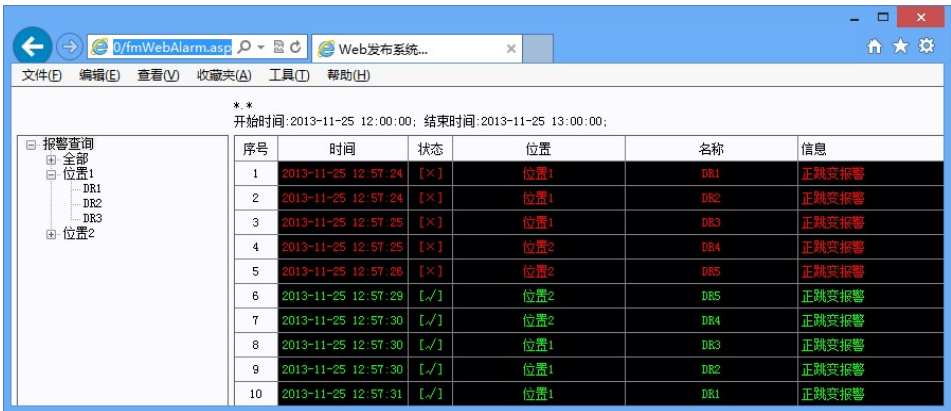 0/fmWebAlarm.asp
Web发布系统...
文件(F) 编辑(E) 查看(V) 收藏夹(A) 工具(T) 帮助(H)
*.*
开始时间:2013-11-25 12:00:00; 结束时间:2013-11-25 13:00:00;
报警查询
全部
位置1
DR1
DR2
DR3
位置2
序号 时间 状态 位置 名称 信息
1 2013-11-25 12:57:24 [×] 位置1 DR1 正跳变报警
2 2013-11-25 12:57:24 [×] 位置1 DR2 正跳变报警
3 2013-11-25 12:57:25 [×] 位置1 DR3 正跳变报警
4 2013-11-25 12:57:25 [×] 位置2 DR4 正跳变报警
5 2013-11-25 12:57:26 [×] 位置2 DR5 正跳变报警
6 2013-11-25 12:57:29 [√] 位置2 DR5 正跳变报警
7 2013-11-25 12:57:30 [√] 位置2 DR4 正跳变报警
8 2013-11-25 12:57:30 [√] 位置1 DR3 正跳变报警
9 2013-11-25 12:57:30 [√] 位置1 DR2 正跳变报警
10 2013-11-25 12:57:31 [√] 位置1 DR1 正跳变报警